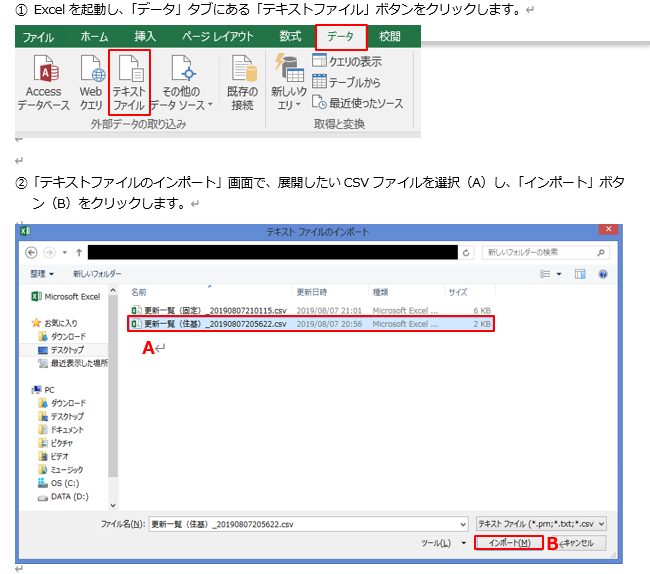 ① Excel を起動し、「データ」タブにある「テキストファイル」ボタンをクリックします。
ファイル ホーム 挿入 ページ レイアウト 数式 データ 校閲
Access データベース
Web クエリ
テキスト ファイル
その他の データ ソース
既存の 接続
新しいク エリ
クエリの表示
テーブルから
最近使ったソース
外部データの取り込み 取得と変換
②「テキストファイルのインポート」画面で、展開したい CSV ファイルを選択（A）し、「インポート」ボタ
ン（B）をクリックします。
テキスト ファイルのインポート
新しいフォルダーの検索
整理 新しいフォルダー
Microsoft Excel
お気に入り
ダウンロード
デスクトップ
最近表示した場所
PC
ダウンロード
デスクトップ
ドキュメント
ピクチャ
ビデオ
ミュージック
OS (C:)
DATA (D:)
名前 更新日時 種類 サイズ
更新一覧（固定）_20190807210115.csv 2019/08/07 21:01 Microsoft Excel ... 6 KB
更新一覧（住基）_20190807205622.csv 2019/08/07 20:56 Microsoft Excel ... 2 KB
A
ファイル名(N): 更新一覧（住基）_20190807205622.csv テキスト ファイル (*.prn;*.txt;*.csv
ツール(L) インポート(M) B キャンセル